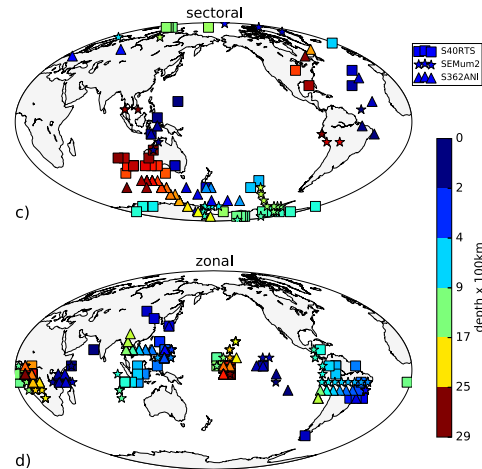 sectoral
S40RTS
SEMum2
S362ANI
c)
0
2
4
9
17
25
29
depth x 100km
zonal
d)